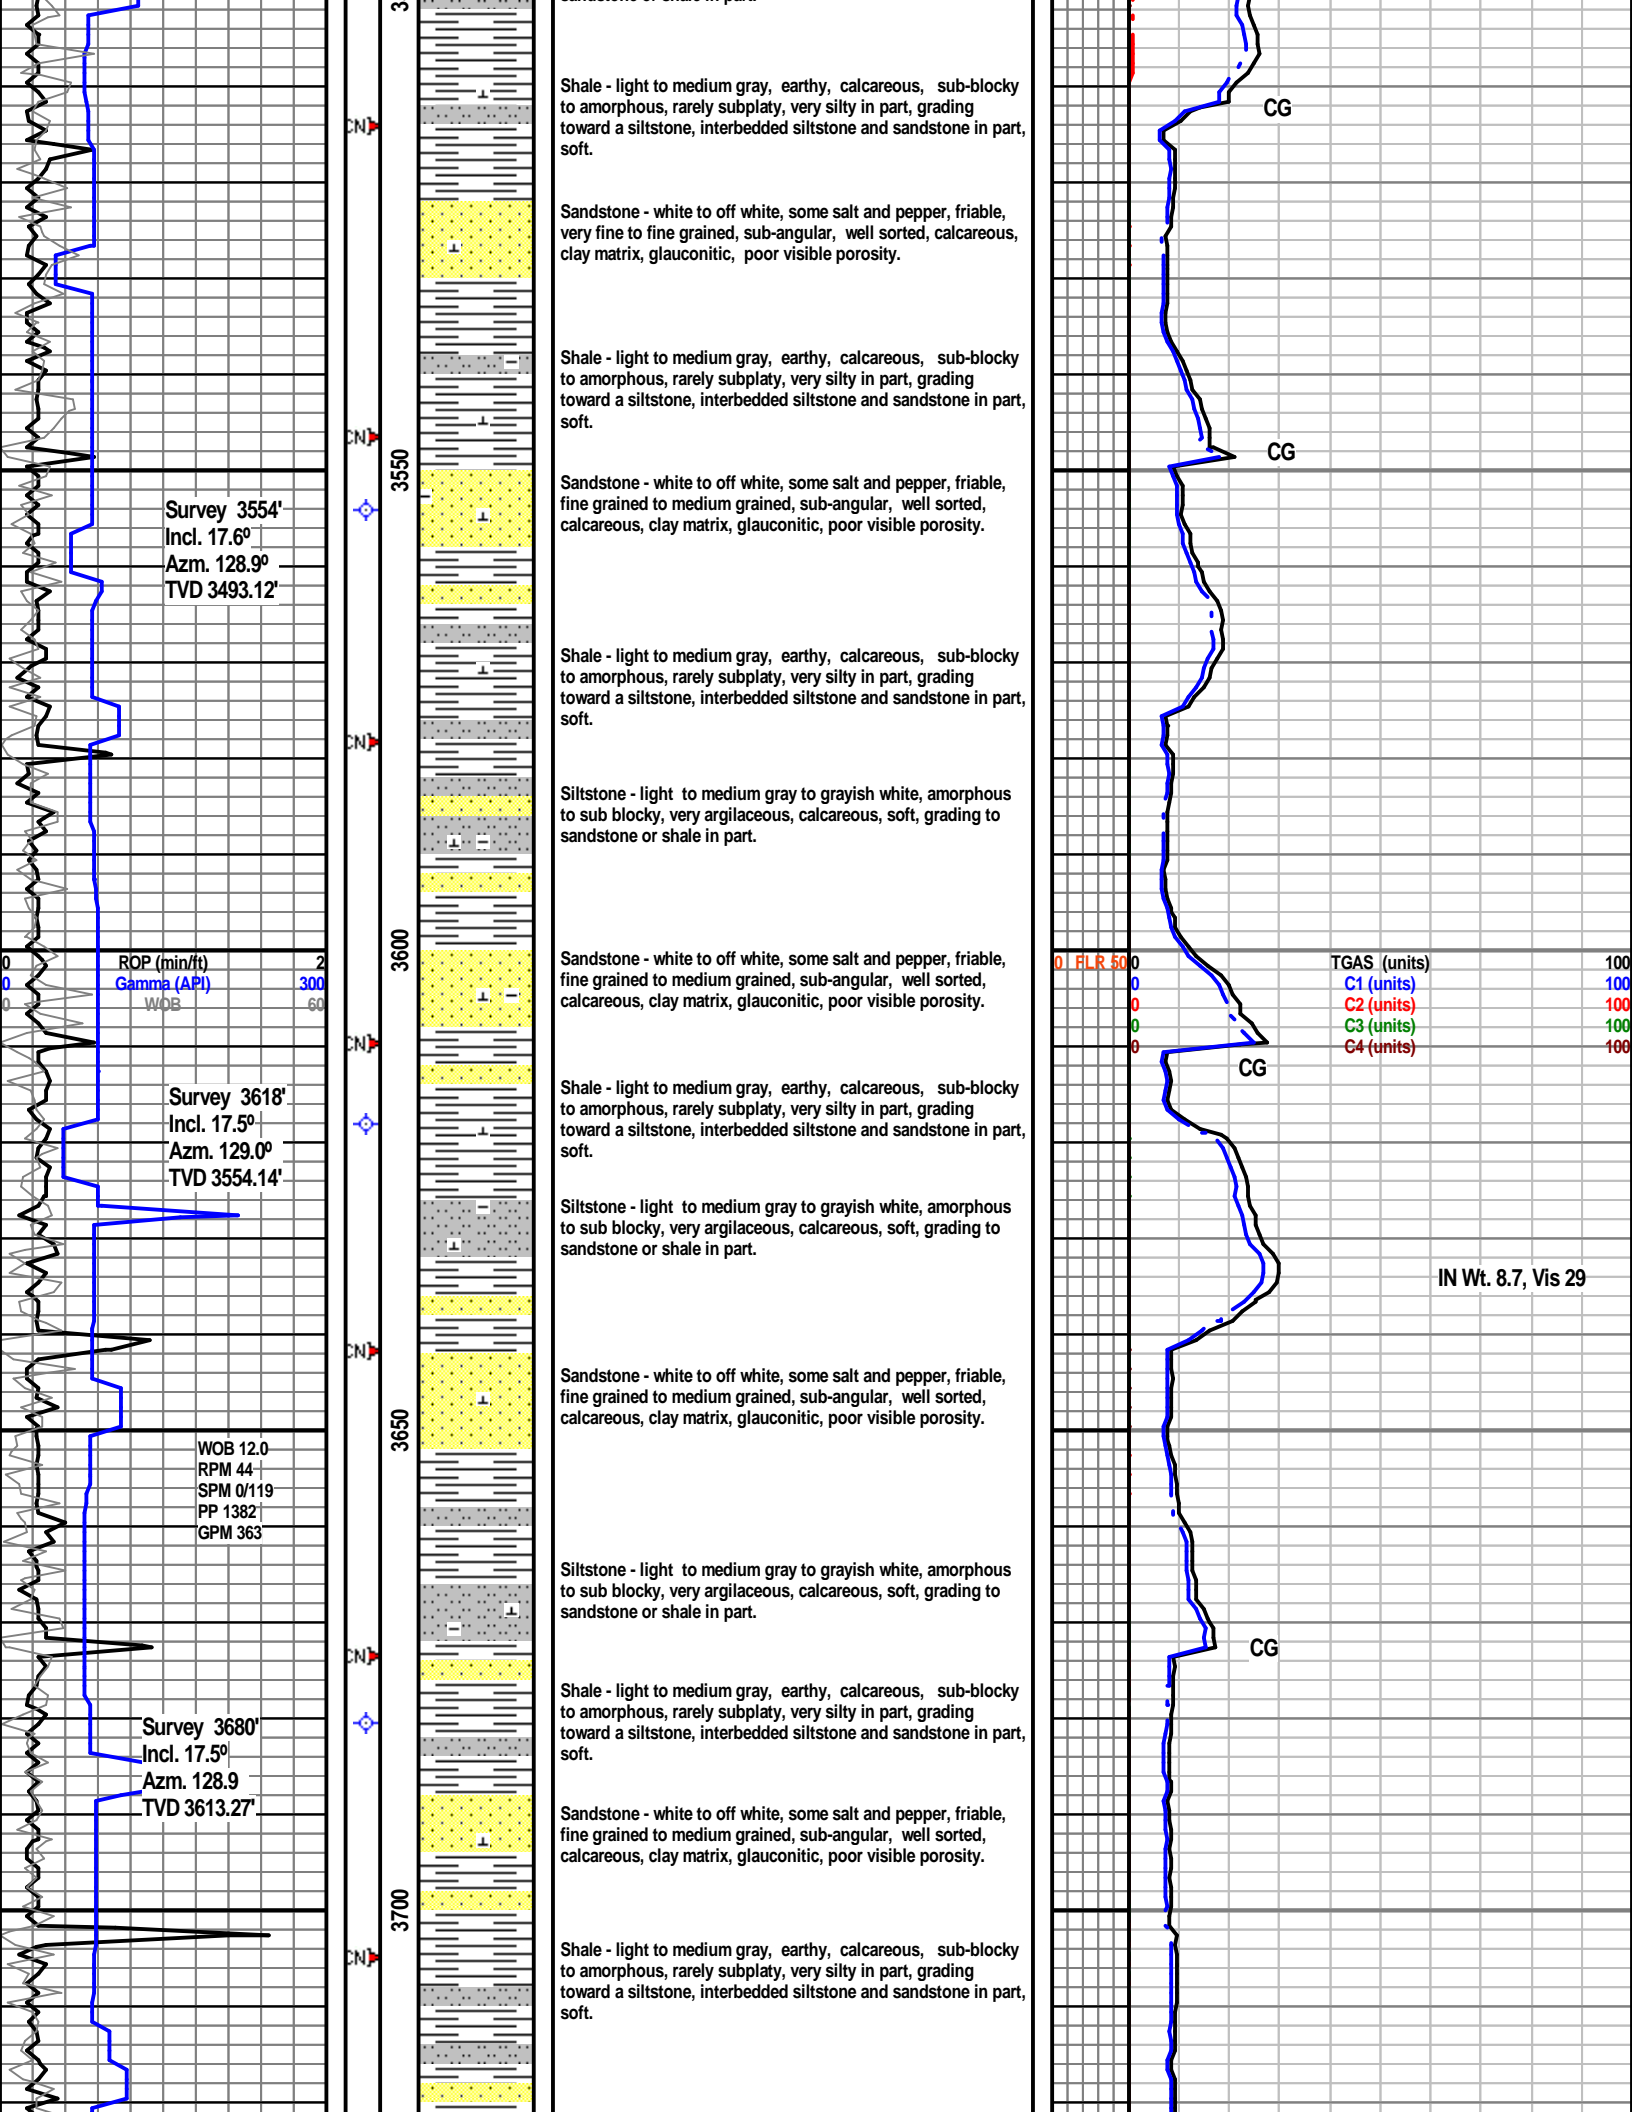 Shale - light to medium gray, earthy, calcareous, sub-blocky
to amorphous, rarely subplaty, very silty in part, grading
toward a siltstone, interbedded siltstone and sandstone in part,
soft.
CG
CN]
Sandstone - white to off white, some salt and pepper, friable,
very fine to fine grained, sub-angular, well sorted, calcareous,
clay matrix, glauconitic, poor visible porosity.
Shale - light to medium gray, earthy, calcareous, sub-blocky
to amorphous, rarely subplaty, very silty in part, grading
toward a siltstone, interbedded siltstone and sandstone in part,
soft.
CN]
CG
3550
Sandstone - white to off white, some salt and pepper, friable,
fine grained to medium grained, sub-angular, well sorted,
calcareous, clay matrix, glauconitic, poor visible porosity.
Survey 3554'
Incl. 17.6º
Azm. 128.9º
TVD 3493.12'
Shale - light to medium gray, earthy, calcareous, sub-blocky
to amorphous, rarely subplaty, very silty in part, grading
toward a siltstone, interbedded siltstone and sandstone in part,
soft.
CN]
Siltstone - light to medium gray to grayish white, amorphous
to sub blocky, very argilaceous, calcareous, soft, grading to
sandstone or shale in part.
3600
Sandstone - white to off white, some salt and pepper, friable,
fine grained to medium grained, sub-angular, well sorted,
calcareous, clay matrix, glauconitic, poor visible porosity.
0 ROP (min/ft) 2
0 Gamma (API) 300
0 WOB 60
0 FLR 50
0 TGAS (units) 100
0 C1 (units) 100
0 C2 (units) 100
0 C3 (units) 100
0 C4 (units) 100
CN]
CG
Survey 3618'
Incl. 17.5º
Azm. 129.0º
TVD 3554.14'
Shale - light to medium gray, earthy, calcareous, sub-blocky
to amorphous, rarely subplaty, very silty in part, grading
toward a siltstone, interbedded siltstone and sandstone in part,
soft.
Siltstone - light to medium gray to grayish white, amorphous
to sub blocky, very argilaceous, calcareous, soft, grading to
sandstone or shale in part.
IN Wt. 8.7, Vis 29
CN]
Sandstone - white to off white, some salt and pepper, friable,
fine grained to medium grained, sub-angular, well sorted,
calcareous, clay matrix, glauconitic, poor visible porosity.
3650
WOB 12.0
RPM 44
SPM 0/119
PP 1382
GPM 363
Siltstone - light to medium gray to grayish white, amorphous
to sub blocky, very argilaceous, calcareous, soft, grading to
sandstone or shale in part.
CN]
CG
Shale - light to medium gray, earthy, calcareous, sub-blocky
to amorphous, rarely subplaty, very silty in part, grading
toward a siltstone, interbedded siltstone and sandstone in part,
soft.
Survey 3680'
Incl. 17.5º
Azm. 128.9
TVD 3613.27'
Sandstone - white to off white, some salt and pepper, friable,
fine grained to medium grained, sub-angular, well sorted,
calcareous, clay matrix, glauconitic, poor visible porosity.
3700
CN]
Shale - light to medium gray, earthy, calcareous, sub-blocky
to amorphous, rarely subplaty, very silty in part, grading
toward a siltstone, interbedded siltstone and sandstone in part,
soft.